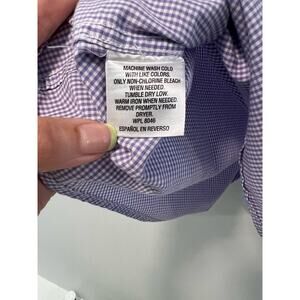 MACHINE WASH COLD
WITH LIKE COLORS.
ONLY NON-CHLORINE BLEACH
WHEN NEEDED.
TUMBLE DRY LOW.
WARM IRON WHEN NEEDED.
REMOVE PROMPTLY FROM
DRYER.
WPL 8046
ESPAÑOL EN REVERSO